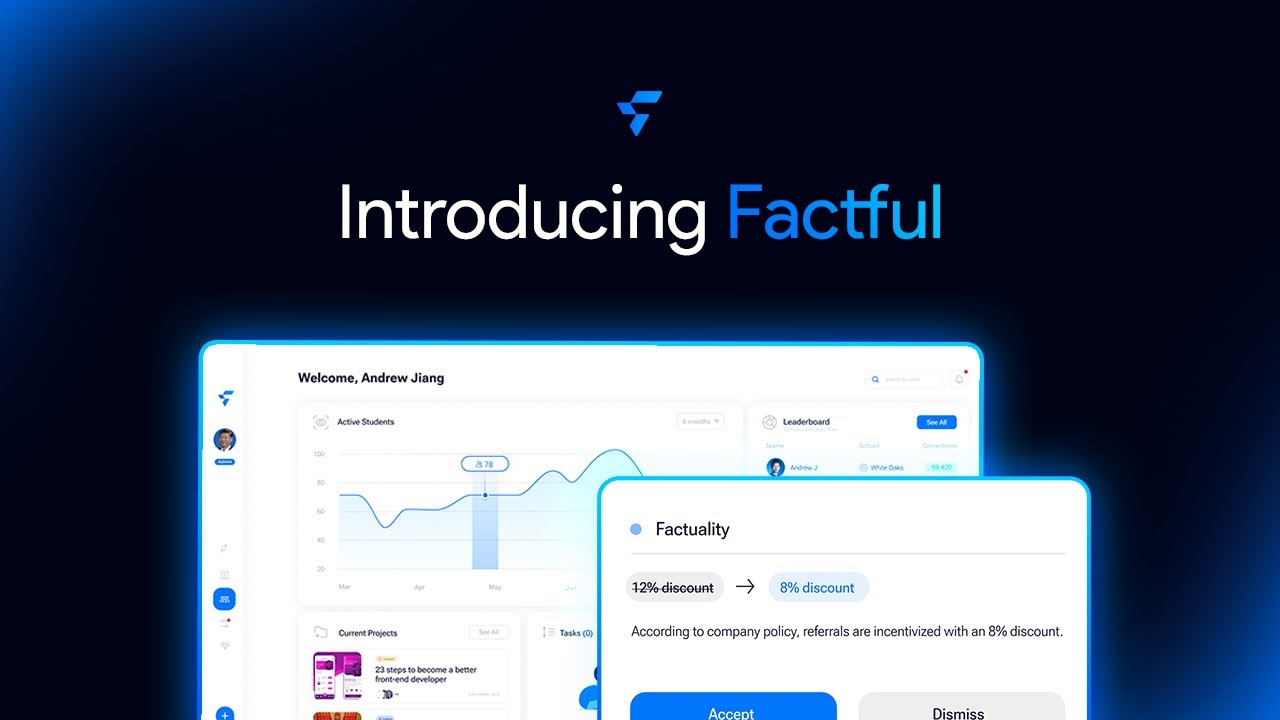 Introducing Factful
Welcome, Andrew Jiang
Active Students
6 months
100
80
60
40
20
78
Mar
Apr
May
Jun
Leaderboard
See All
Name
School
Corrections
Andrew J
White Oaks
69,420
Current Projects
See All
23 steps to become a better
front-end developer
Tasks (0)
Factuality
12% discount → 8% discount
According to company policy, referrals are incentivized with an 8% discount.
Accept
Dismiss